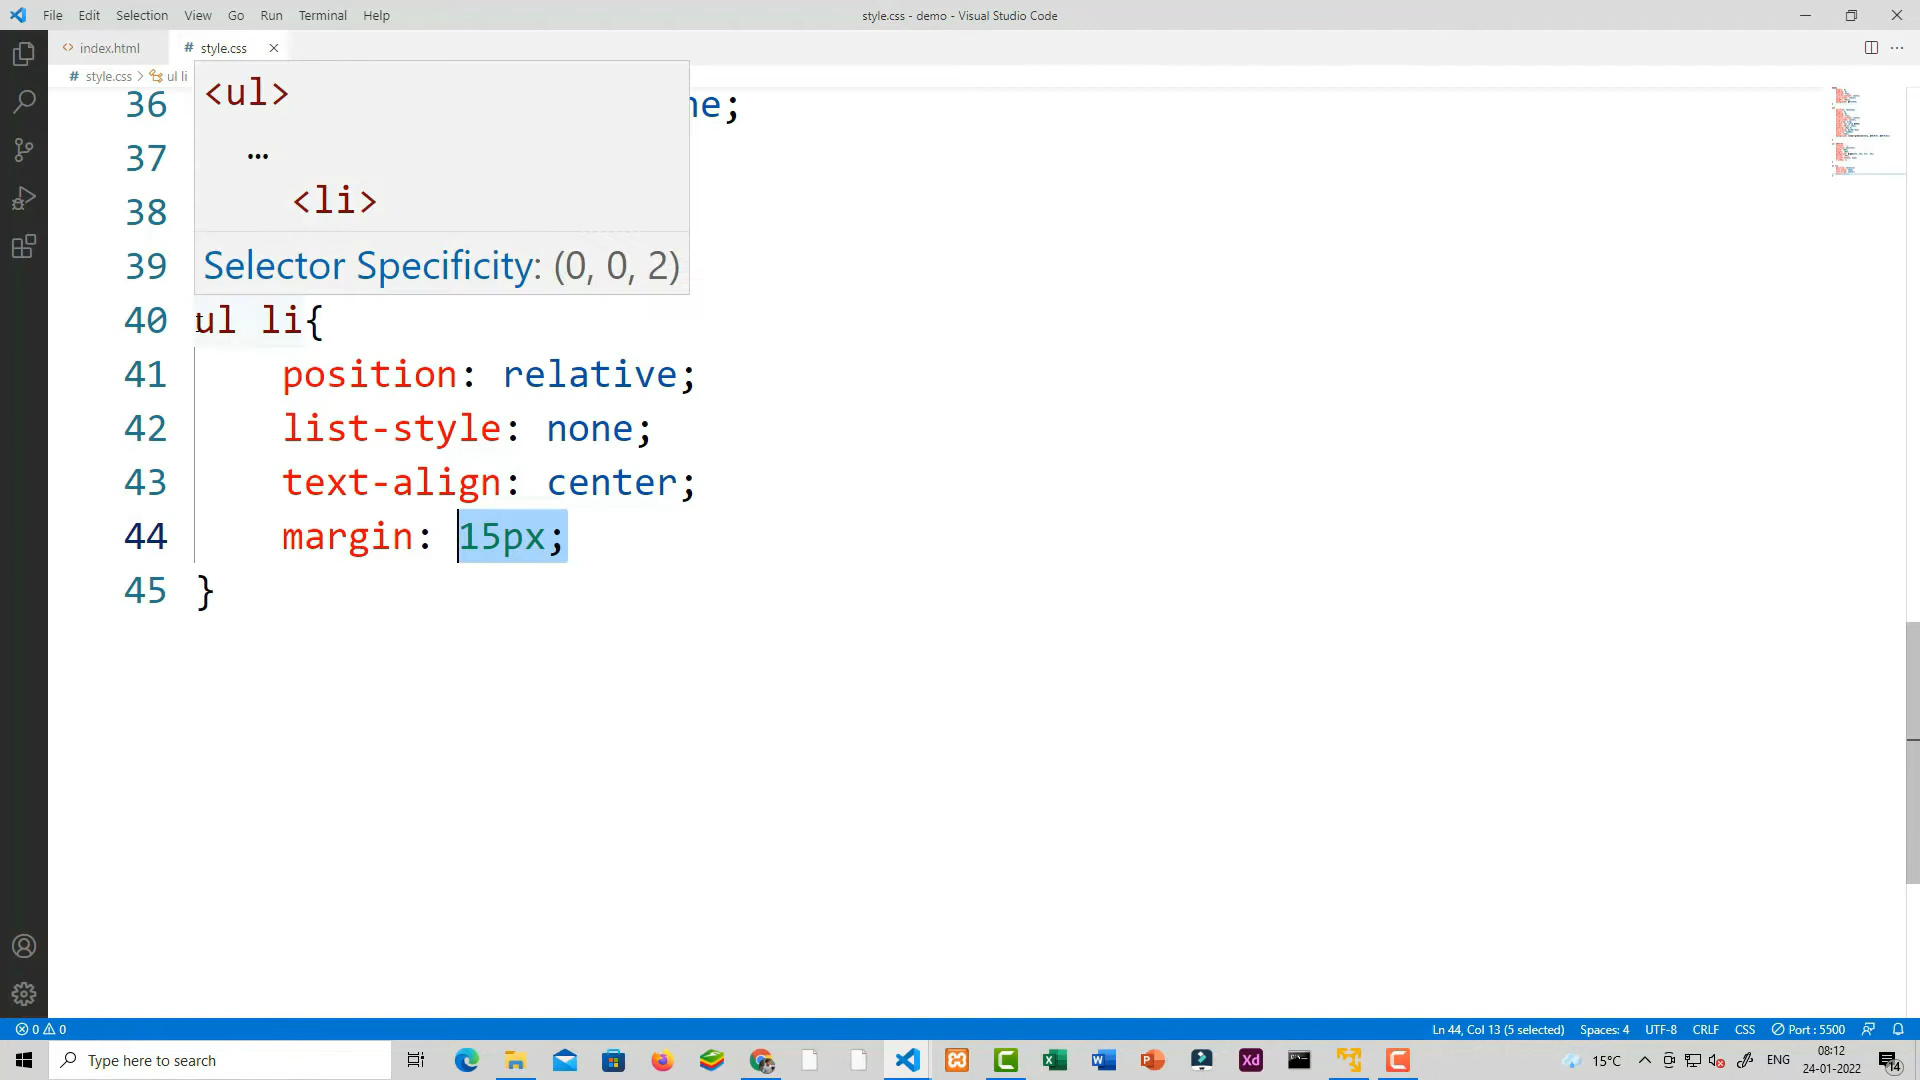 File Edit Selection View Go Run Terminal Help
style.css - demo - Visual Studio Code
<> index.html # style.css
# style.css > ul li
<ul>
…
<li>
Selector Specificity: (0, 0, 2)
36 ne;
37
38
39
40 ul li{
41 position: relative;
42 list-style: none;
43 text-align: center;
44 margin: 15px;
45 }
0 0
Ln 44, Col 13 (5 selected) Spaces: 4 UTF-8 CRLF CSS Port : 5500
Type here to search
Xd
15°C ENG
08:12
24-01-2022
14